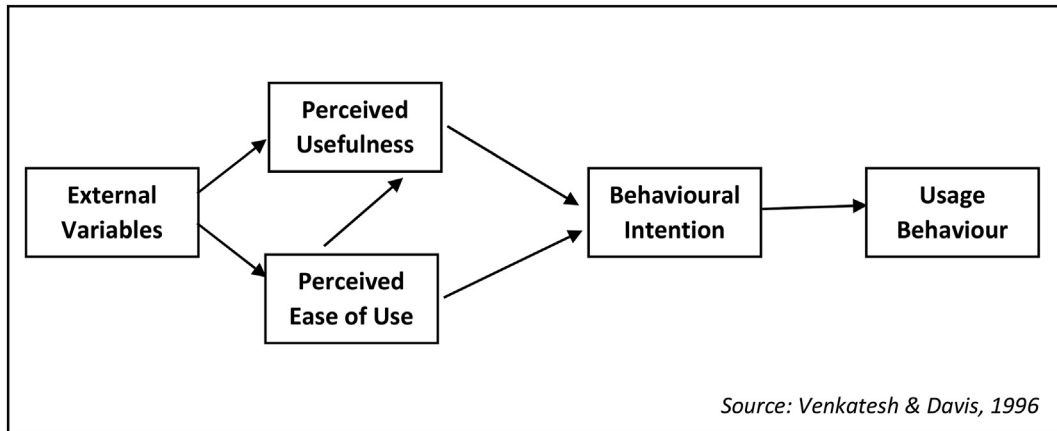 Perceived
Usefulness
External
Variables
Perceived
Ease of Use
Behavioural
Intention
Usage
Behaviour
Source: Venkatesh & Davis, 1996